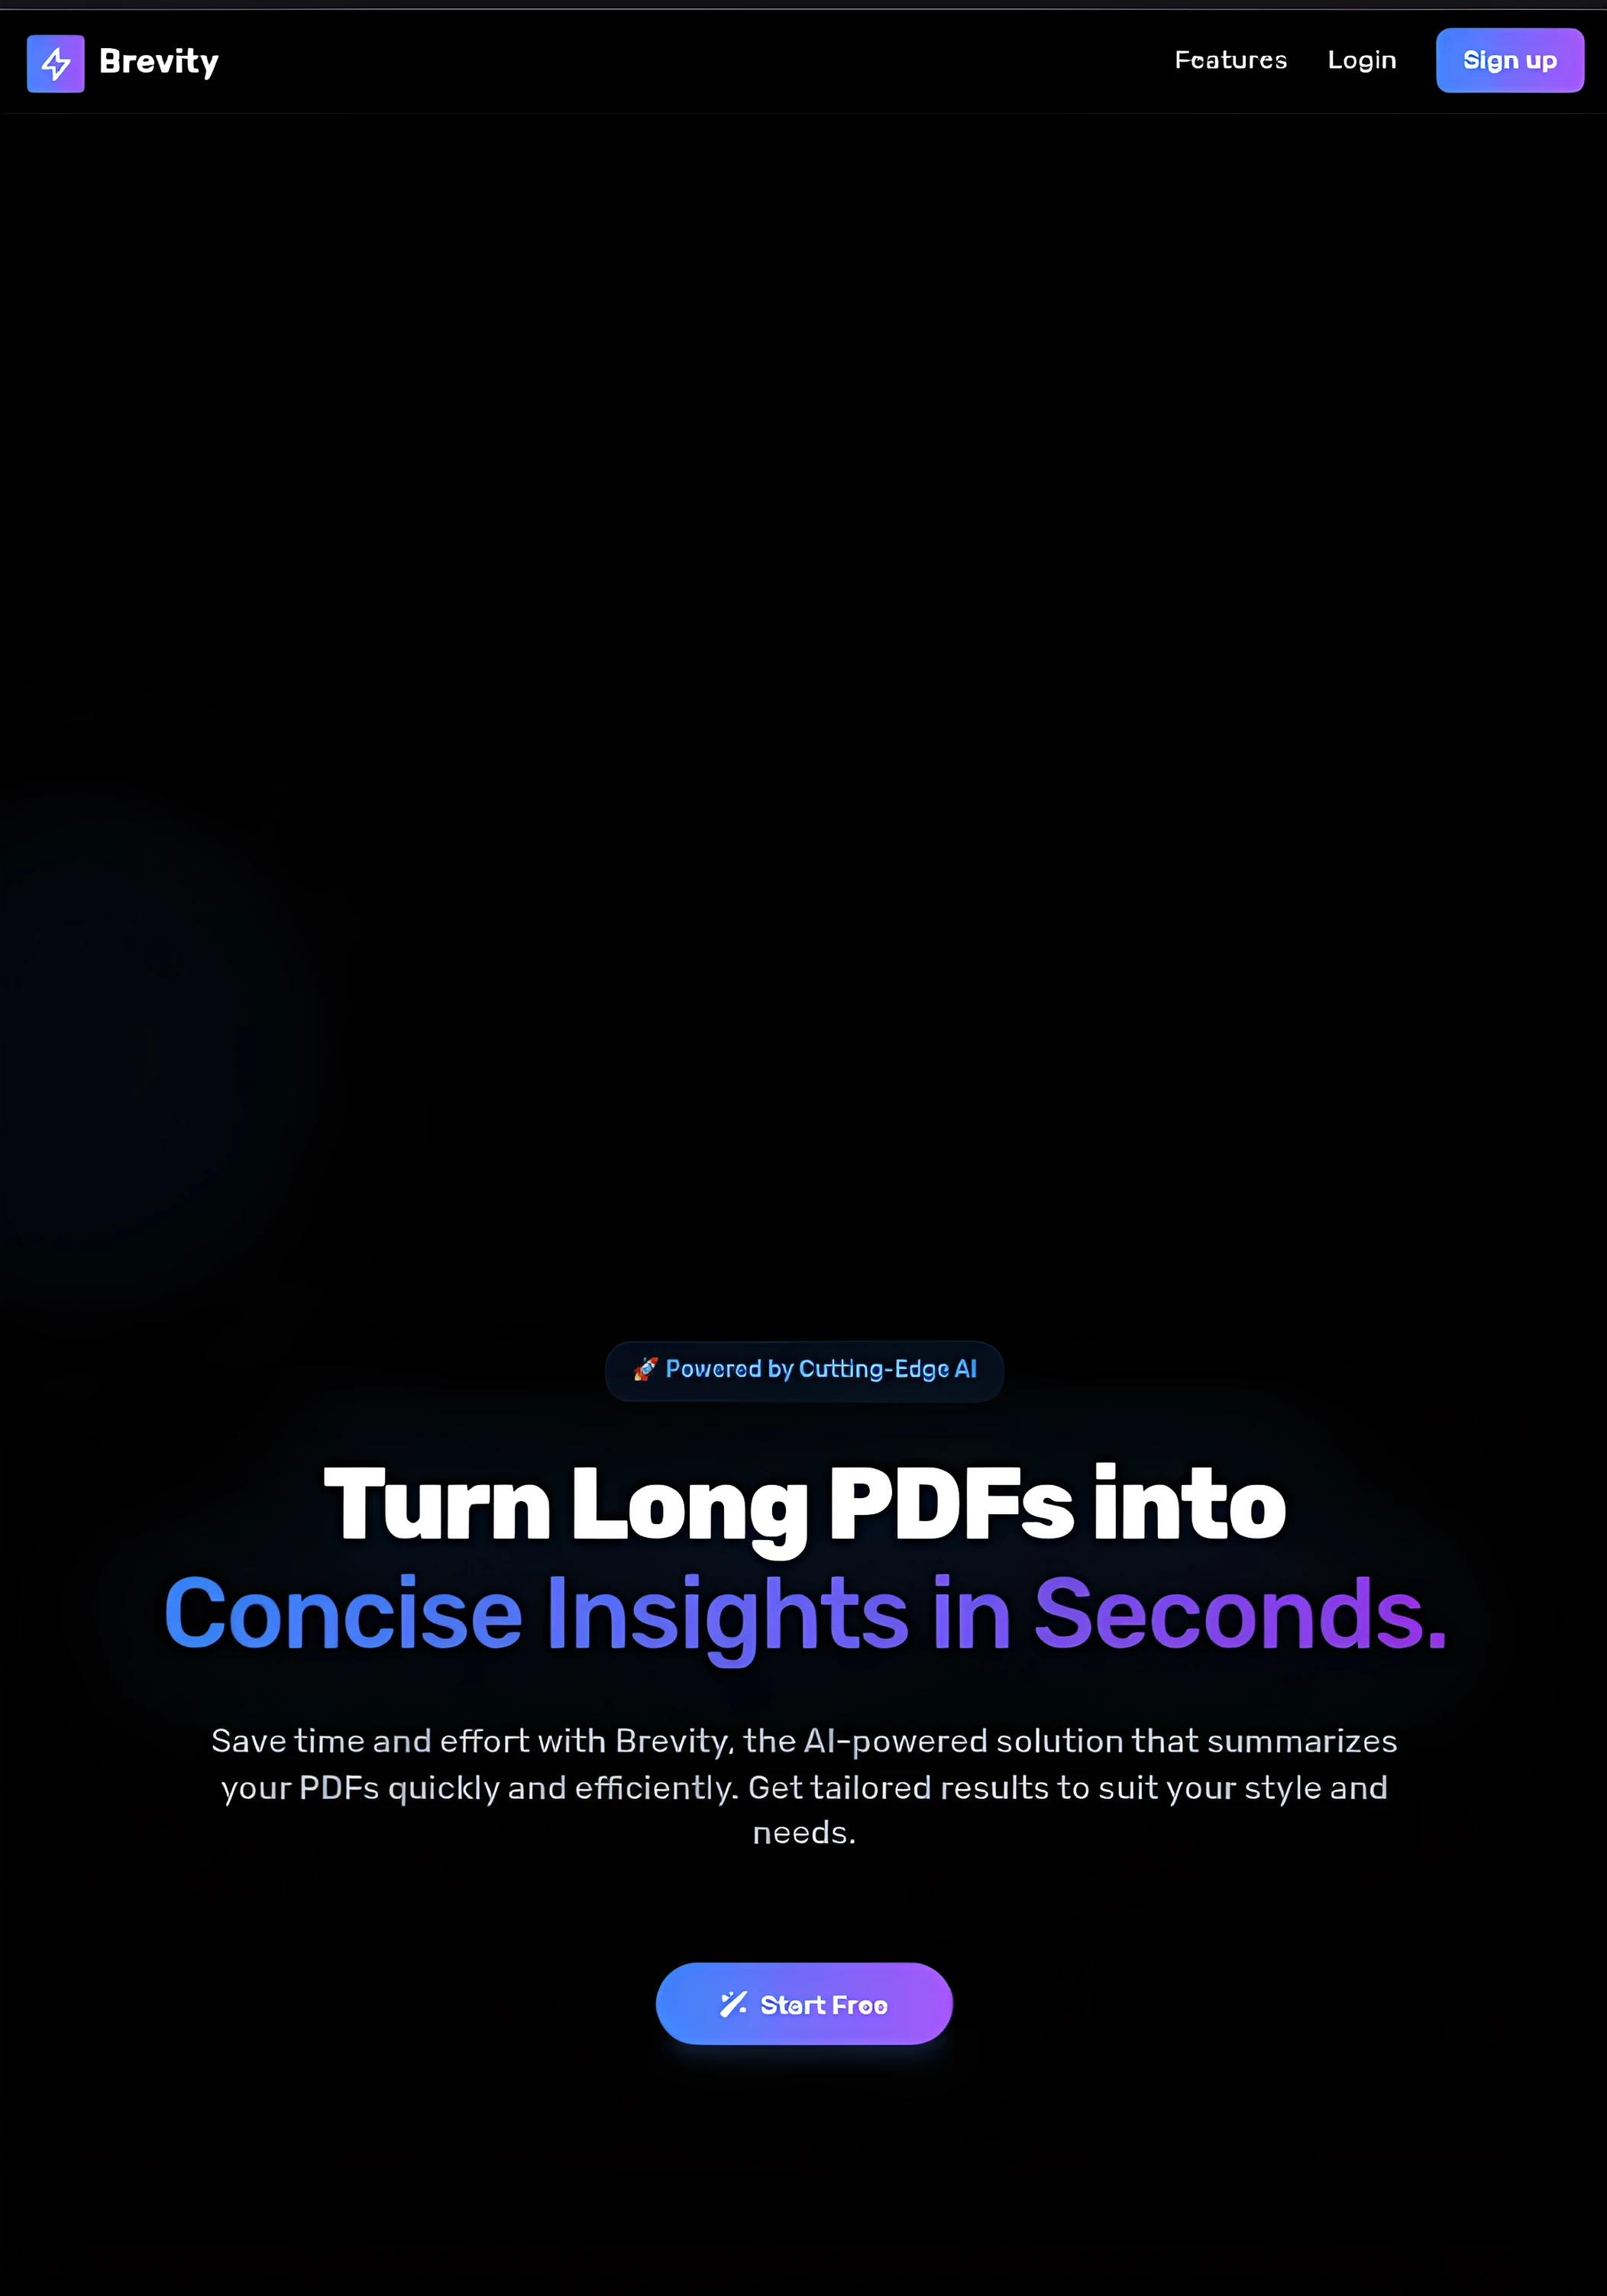 Brevity
Features Login Sign up
🚀 Powered by Cutting-Edge AI
Turn Long PDFs into
Concise Insights in Seconds.
Save time and effort with Brevity, the AI-powered solution that summarizes
your PDFs quickly and efficiently. Get tailored results to suit your style and
needs.
Start Free